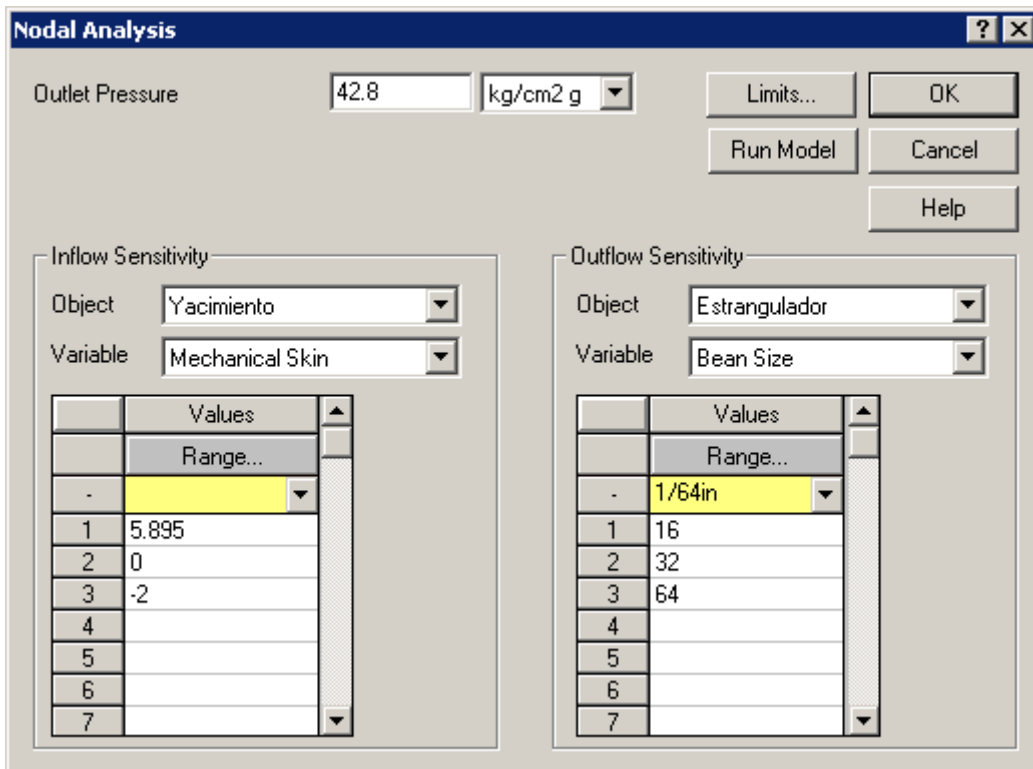 Nodal Analysis
Outlet Pressure 42.8 kg/cm2 g Limits... OK
Run Model Cancel
Help
Inflow Sensitivity
Object Yacimiento
Variable Mechanical Skin
Values
Range...
-
1 5.895
2 0
3 -2
4
5
6
7
Outflow Sensitivity
Object Estrangulador
Variable Bean Size
Values
Range...
- 1/64in
1 16
2 32
3 64
4
5
6
7